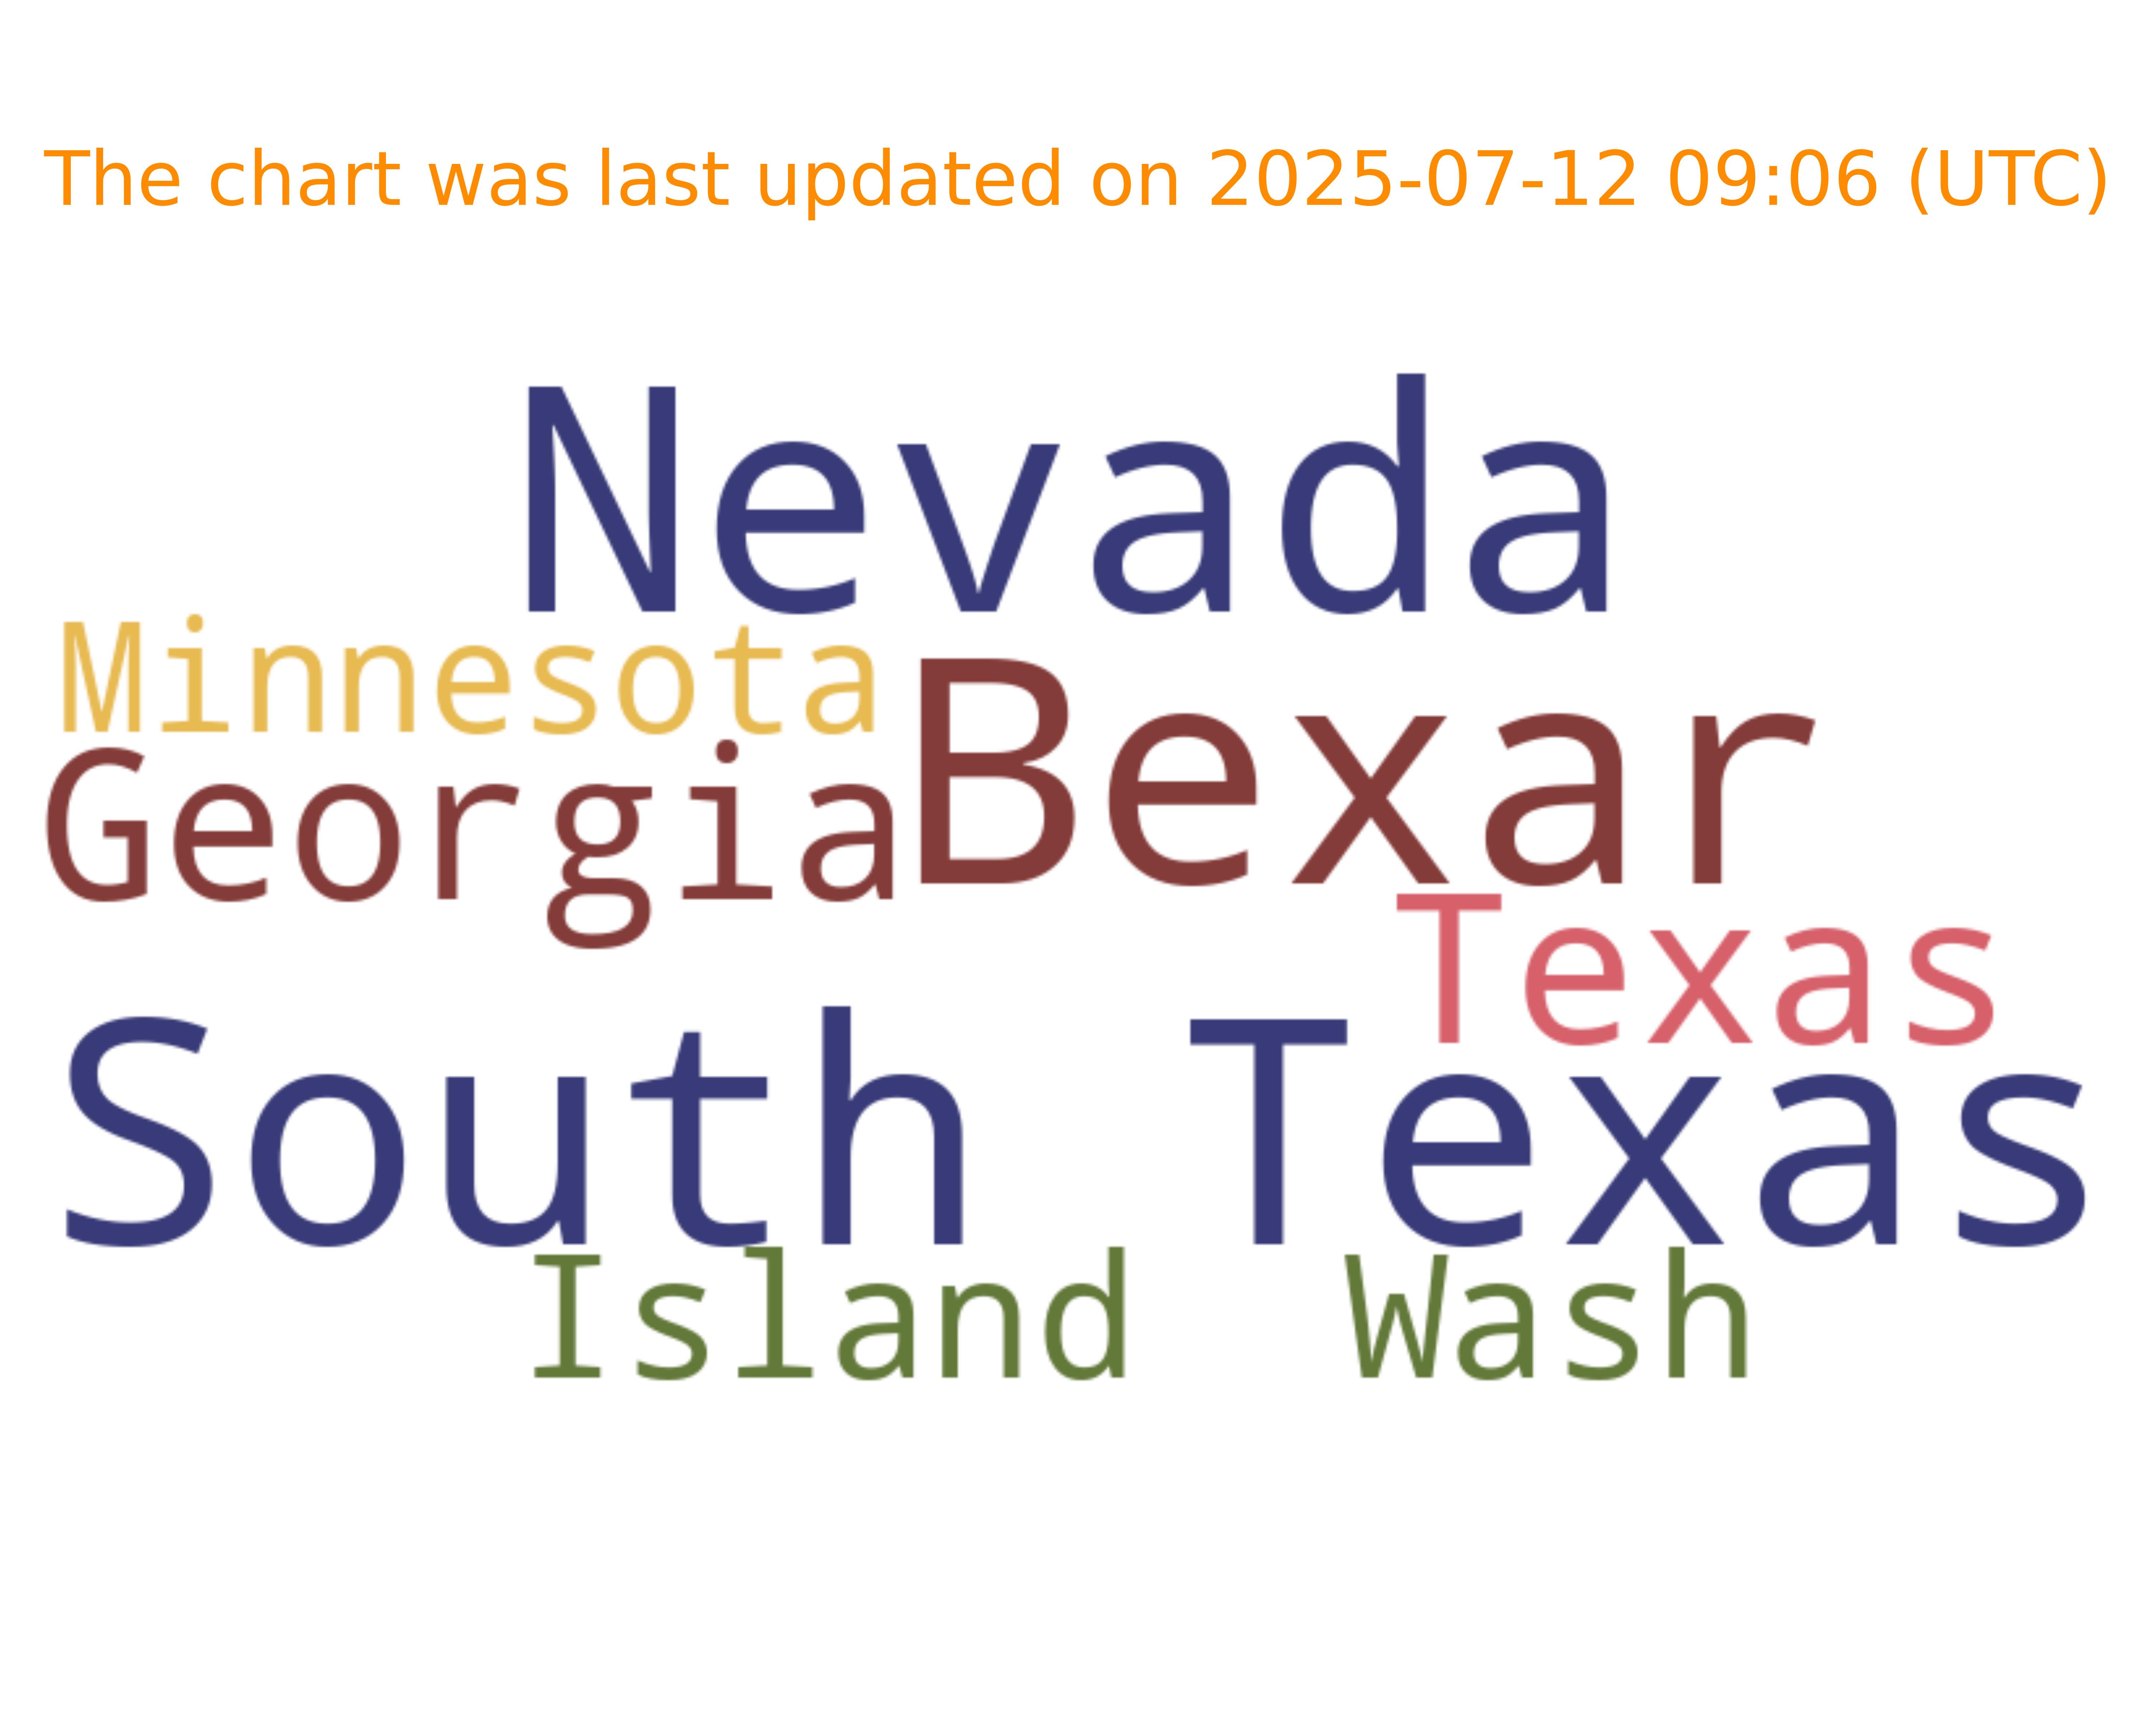 The chart was last updated on 2025-07-12 09:06 (UTC)
Nevada
Minnesota
Bexar
Georgia
Texas
South Texas
Island Wash